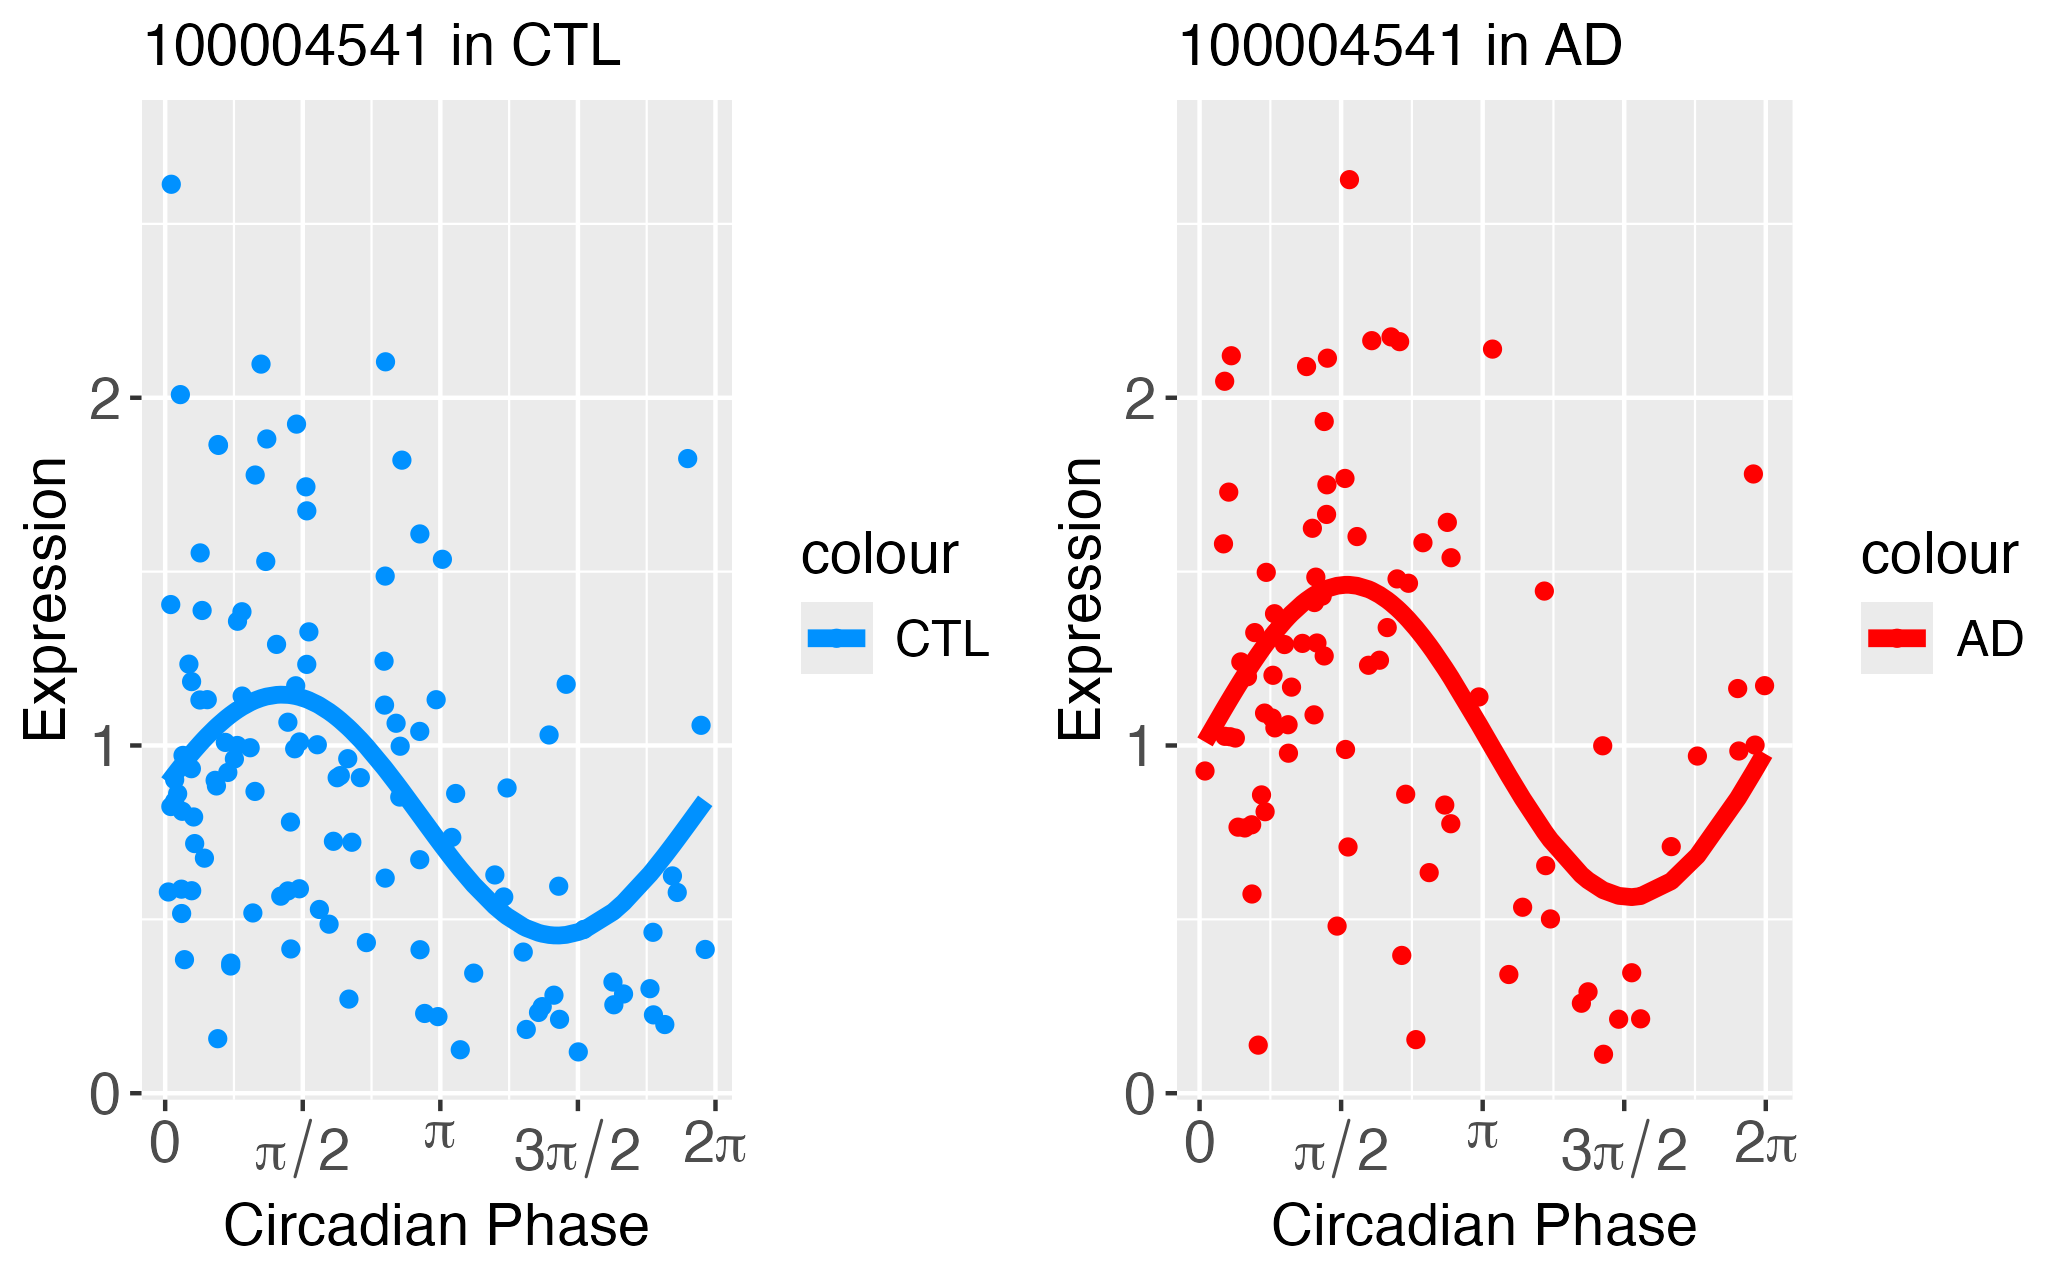 100004541 in CTL
Expression
2
1
0
0 π/2 π 3π/2 2π
Circadian Phase
colour
CTL
100004541 in AD
Expression
2
1
0
0 π/2 π 3π/2 2π
Circadian Phase
colour
AD